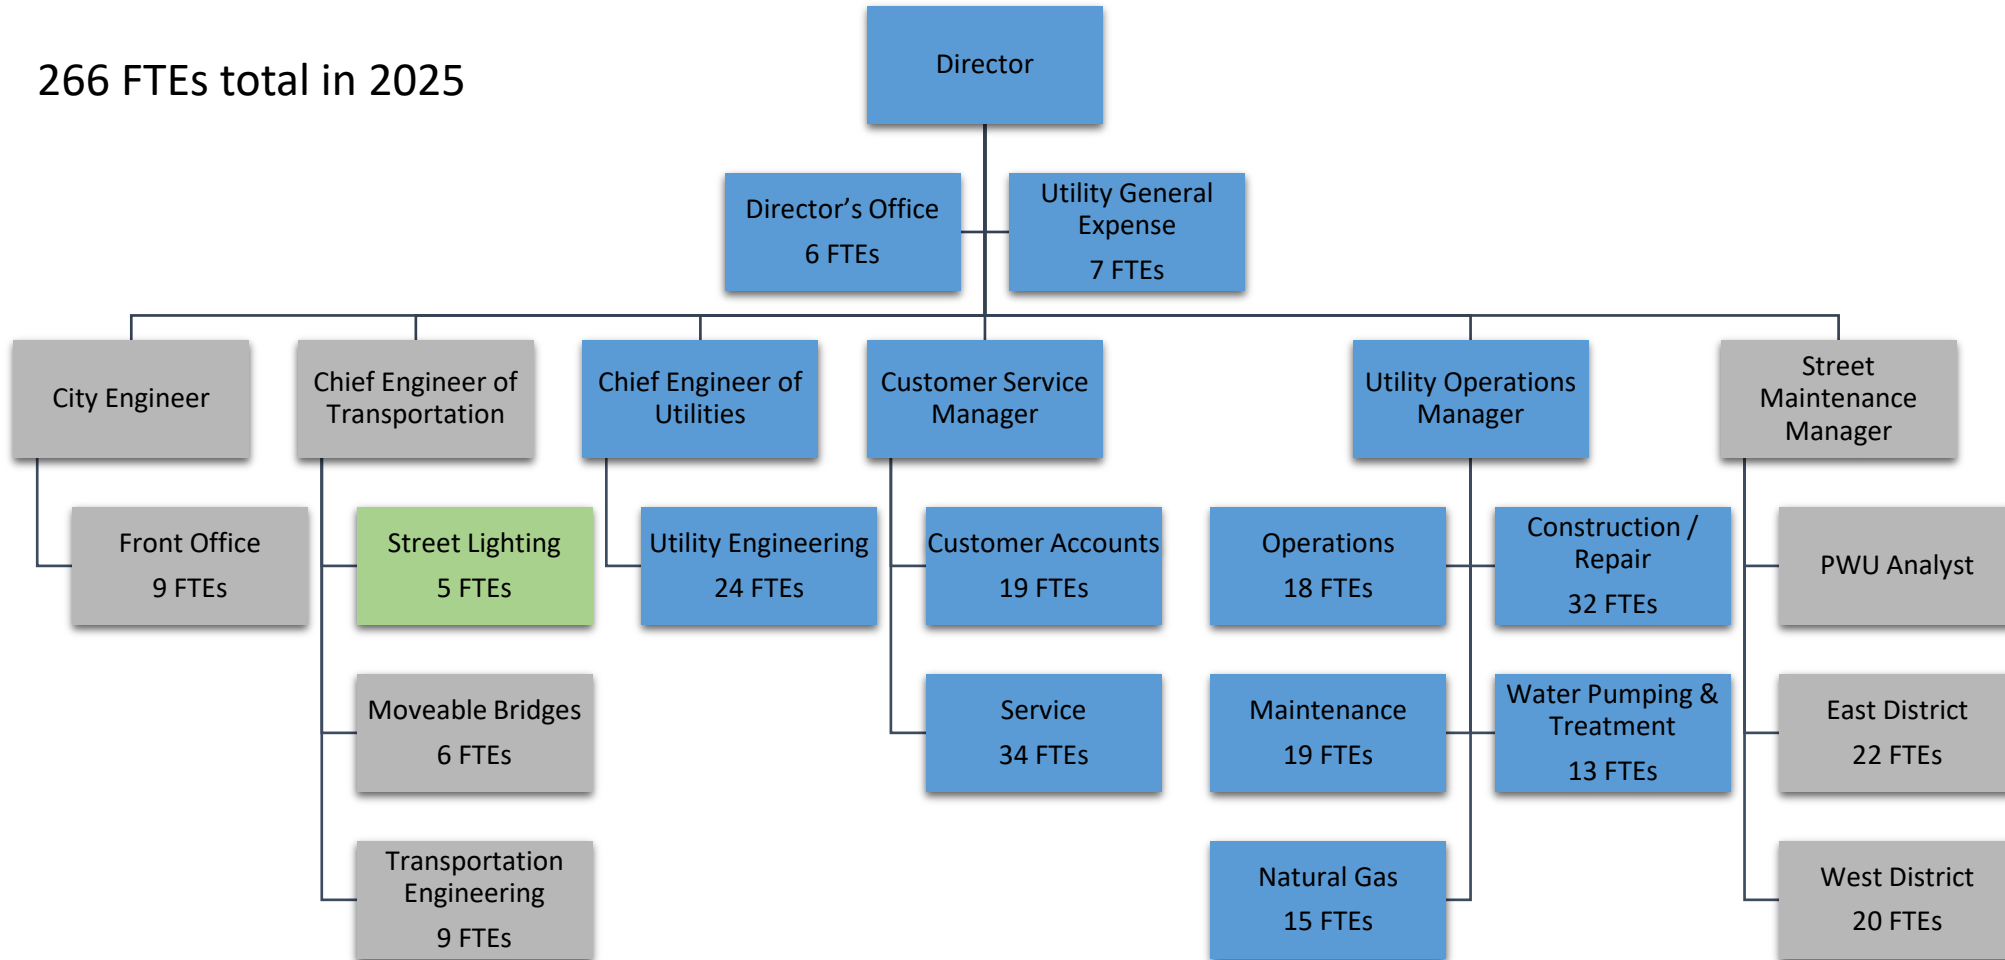 266 FTEs total in 2025
Director
Director’s Office
6 FTEs
Utility General
Expense
7 FTEs
City Engineer
Chief Engineer of
Transportation
Chief Engineer of
Utilities
Customer Service
Manager
Utility Operations
Manager
Street
Maintenance
Manager
Front Office
9 FTEs
Street Lighting
5 FTEs
Utility Engineering
24 FTEs
Customer Accounts
19 FTEs
Operations
18 FTEs
Construction /
Repair
32 FTEs
PWU Analyst
Moveable Bridges
6 FTEs
Service
34 FTEs
Maintenance
19 FTEs
Water Pumping &
Treatment
13 FTEs
East District
22 FTEs
Transportation
Engineering
9 FTEs
Natural Gas
15 FTEs
West District
20 FTEs